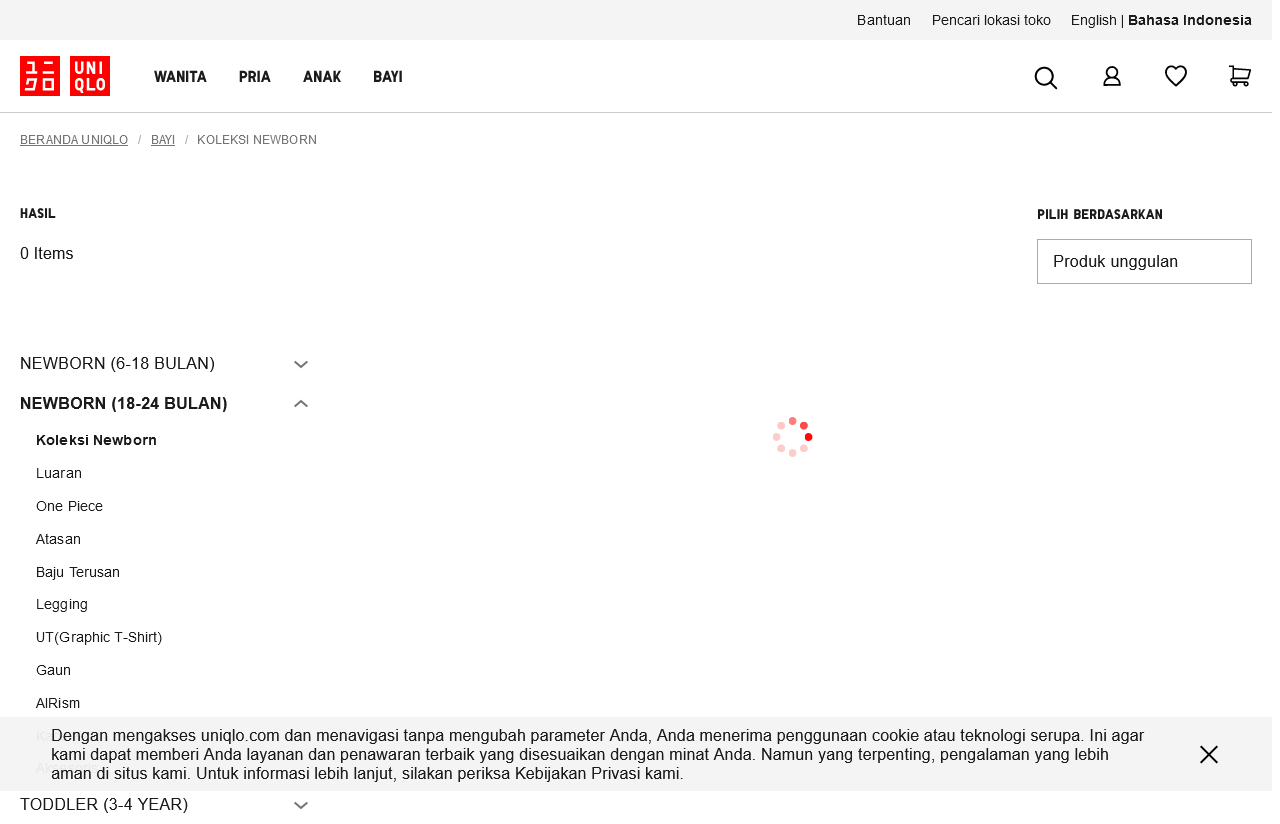 Bantuan Pencari lokasi toko English | Bahasa Indonesia
ユニ
クロ
UNI
QLO
WANITA PRIA ANAK BAYI
BERANDA UNIQLO / BAYI / KOLEKSI NEWBORN
HASIL
PILIH BERDASARKAN
0 Items
Produk unggulan
NEWBORN (6-18 BULAN)
NEWBORN (18-24 BULAN)
Koleksi Newborn
Luaran
One Piece
Atasan
Baju Terusan
Legging
UT(Graphic T-Shirt)
Gaun
AIRism
Dengan mengakses uniqlo.com dan menavigasi tanpa mengubah parameter Anda, Anda menerima penggunaan cookie atau teknologi serupa. Ini agar
kami dapat memberi Anda layanan dan penawaran terbaik yang disesuaikan dengan minat Anda. Namun yang terpenting, pengalaman yang lebih
aman di situs kami. Untuk informasi lebih lanjut, silakan periksa Kebijakan Privasi kami.
TODDLER (3-4 YEAR)